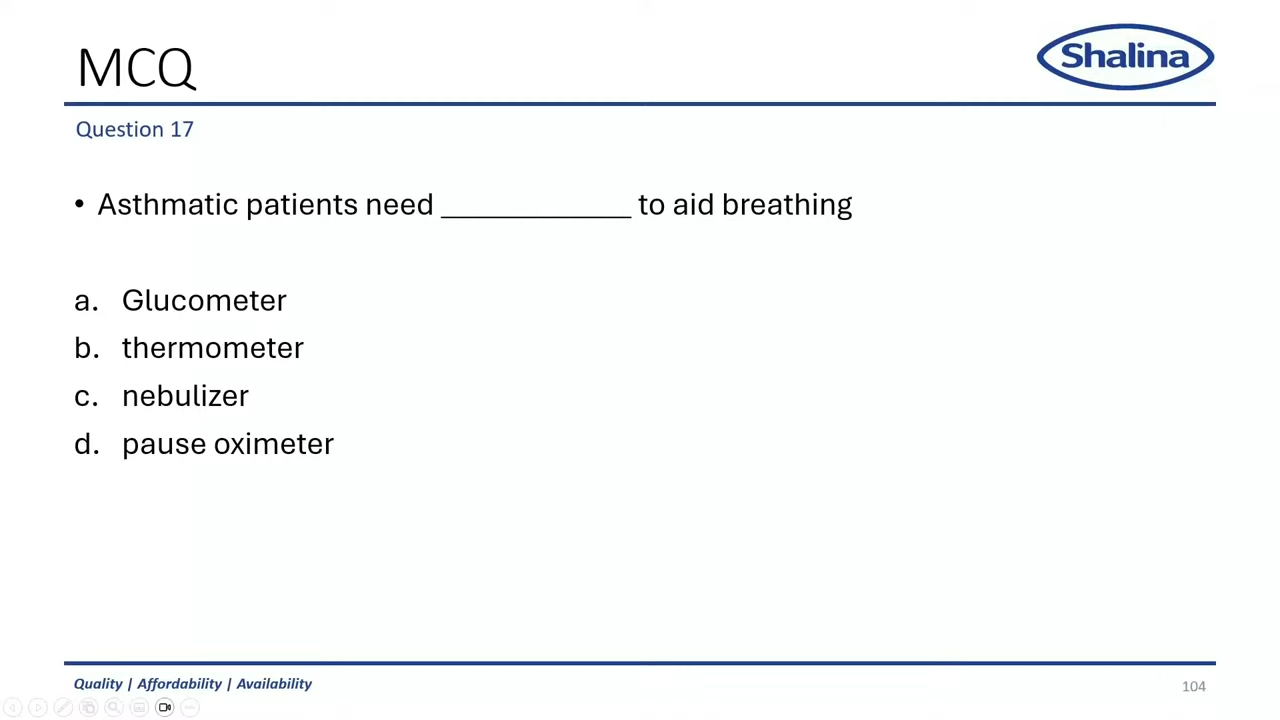 MCQ
Shalina
Question 17
• Asthmatic patients need ____________ to aid breathing
a. Glucometer
b. thermometer
c. nebulizer
d. pause oximeter
Quality | Affordability | Availability
104